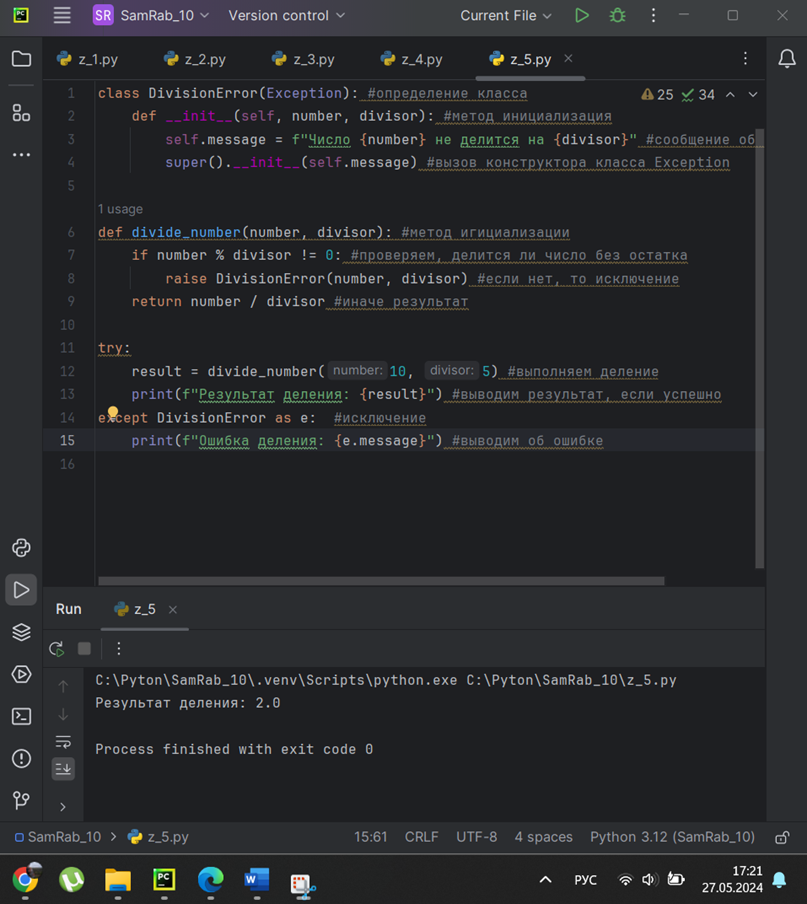 PC SR SamRab_10 Version control Current File
z_1.py z_2.py z_3.py z_4.py z_5.py
25 34
1 class DivisionError(Exception): #определение класса
2 def __init__(self, number, divisor): #метод инициализация
3 self.message = f"Число {number} не делится на {divisor}" #сообщение об
4 super().__init__(self.message) #вызов конструктора класса Exception
5
1 usage
6 def divide_number(number, divisor): #метод игициализации
7 if number % divisor != 0: #проверяем, делится ли число без остатка
8 raise DivisionError(number, divisor) #если нет, то исключение
9 return number / divisor #иначе результат
10
11 try:
12 result = divide_number( number: 10, divisor: 5) #выполняем деление
13 print(f"Результат деления: {result}") #выводим результат, если успешно
14 except DivisionError as e: #исключение
15 print(f"Ошибка деления: {e.message}") #выводим об ошибке
16
Run z_5
C:\Pyton\SamRab_10\.venv\Scripts\python.exe C:\Pyton\SamRab_10\z_5.py
Результат деления: 2.0
Process finished with exit code 0
SamRab_10 > z_5.py 15:61 CRLF UTF-8 4 spaces Python 3.12 (SamRab_10)
PC W РУС 17:21
27.05.2024